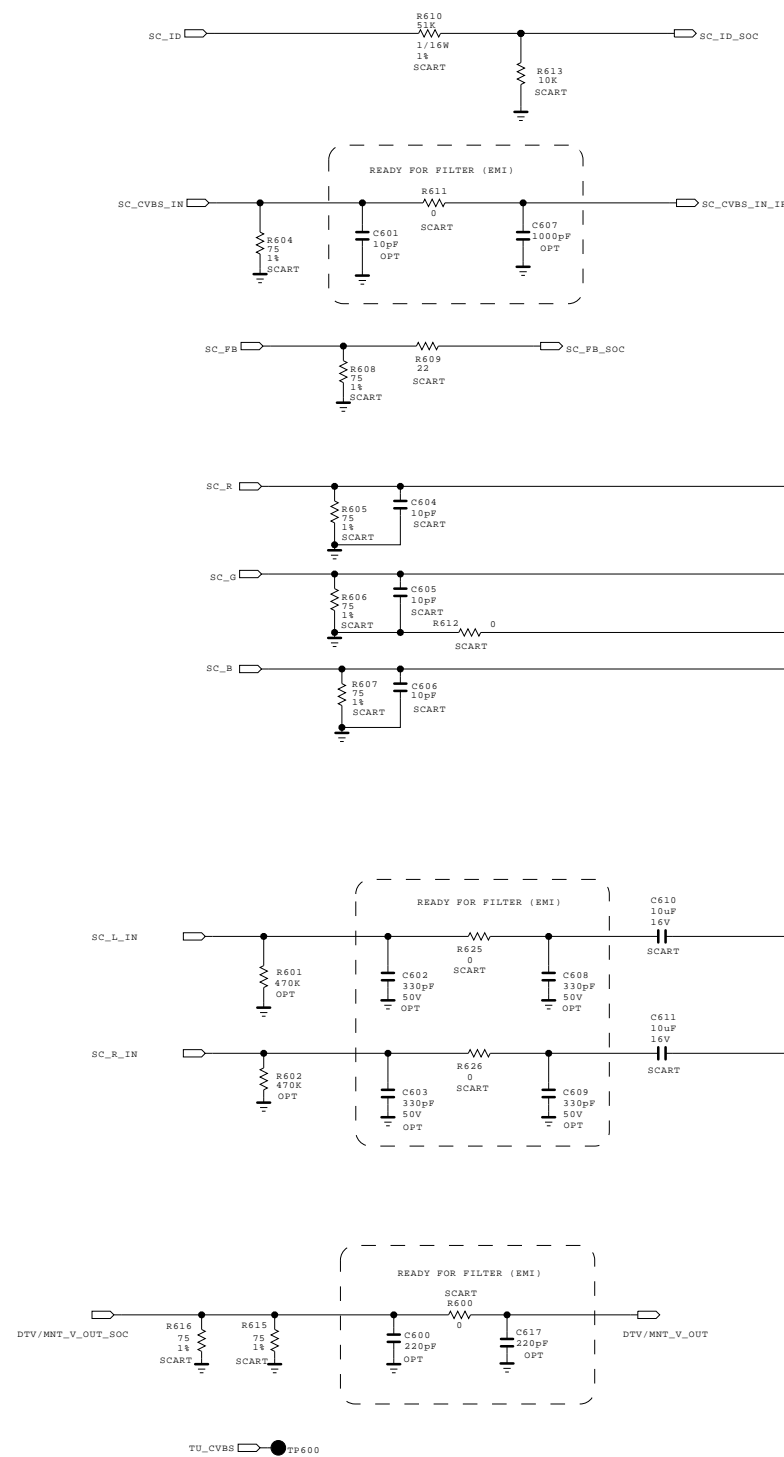 R610
51K
SC_ID
1/16W
1%
SCART
SC_ID_SOC
R613
10K
SCART
READY FOR FILTER (EMI)
SC_CVBS_IN
R611
0
SCART
R604
75
1%
SCART
C601
10pF
OPT
C607
1000pF
OPT
SC_FB
R609
22
SCART
SC_FB_SOC
R608
75
1%
SCART
SC_R
R605
75
1%
SCART
C604
10pF
SCART
SC_G
R606
75
1%
SCART
C605
10pF
SCART
R612
0
SCART
SC_B
R607
75
1%
SCART
C606
10pF
SCART
READY FOR FILTER (EMI)
C610
10uF
16V
SCART
SC_L_IN
R625
0
SCART
R601
470K
OPT
C602
330pF
50V
OPT
C608
330pF
50V
OPT
C611
10uF
16V
SCART
SC_R_IN
R626
0
SCART
R602
470K
OPT
C603
330pF
50V
OPT
C609
330pF
50V
OPT
READY FOR FILTER (EMI)
SCART
R600
0
DTV/MNT_V_OUT_SOC
R616
75
1%
SCART
R615
75
1%
SCART
C600
220pF
OPT
C617
220pF
OPT
DTV/MNT_V_OUT
TU_CVBS
TP600